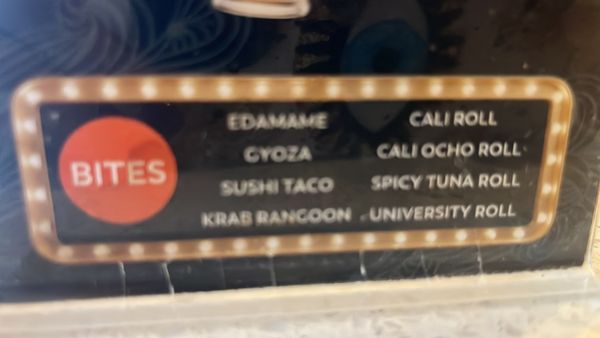 BITES
EDAMAME
GYOZA
SUSHI TACO
KRAB RANGOON
CALI ROLL
CALI OCHO ROLL
SPICY TUNA ROLL
UNIVERSITY ROLL